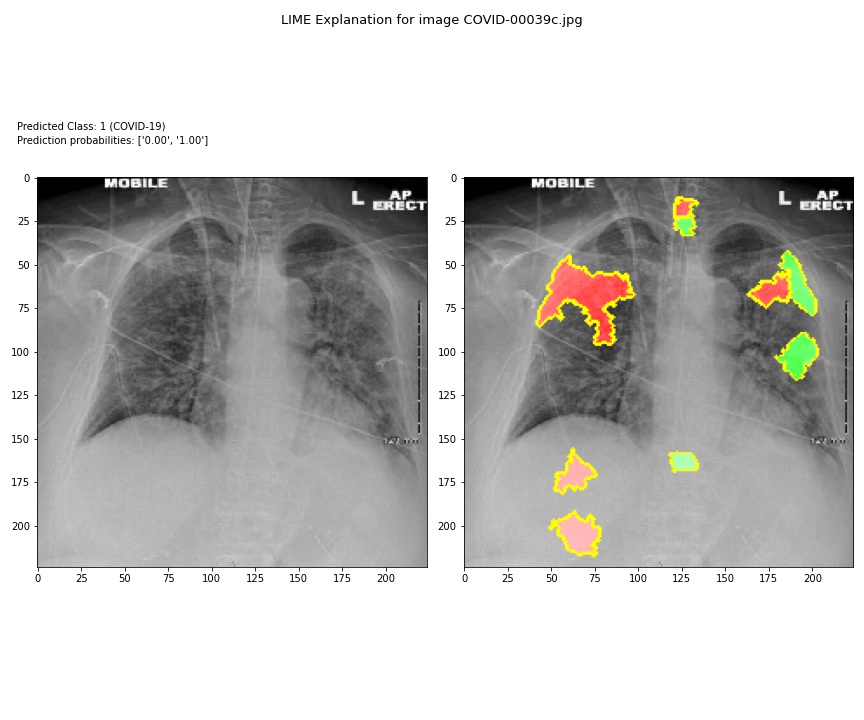 LIME Explanation for image COVID-00039c.jpg
Predicted Class: 1 (COVID-19)
Prediction probabilities: ['0.00', '1.00']
MOBILE
L AP
ERECT
0
25
50
75
100
125
150
175
200
0 25 50 75 100 125 150 175 200
MOBILE
L AP
ERECT
0
25
50
75
100
125
150
175
200
0 25 50 75 100 125 150 175 200